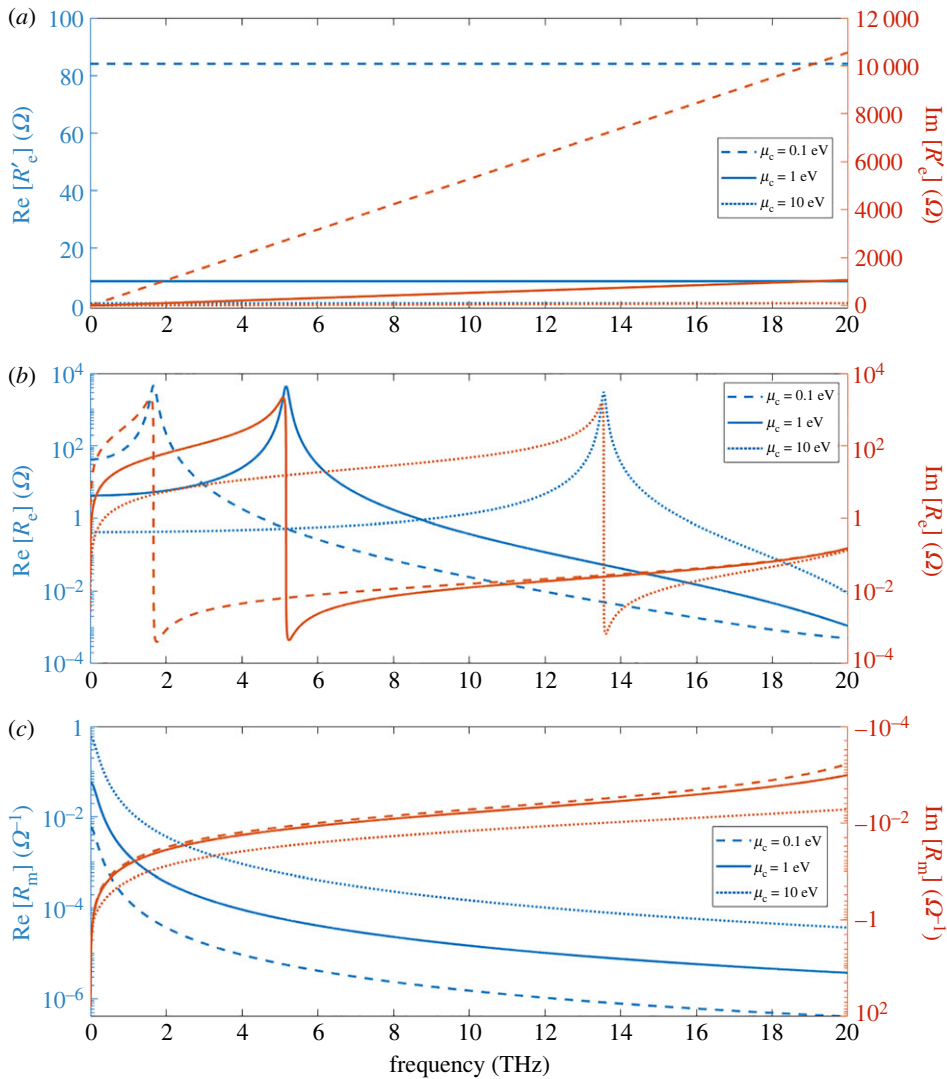 (a)
100
80
60
40
20
0
Re [R′e] (Ω)
12 000
10 000
8000
6000
4000
2000
0
Im [R′e] (Ω)
μc = 0.1 eV
μc = 1 eV
μc = 10 eV
0 2 4 6 8 10 12 14 16 18 20
(b)
10^4
10^2
1
10^−2
10^−4
Re [Re] (Ω)
10^4
10^2
1
10^−2
10^−4
Im [Re] (Ω)
μc = 0.1 eV
μc = 1 eV
μc = 10 eV
0 2 4 6 8 10 12 14 16 18 20
(c)
1
10^−2
10^−4
10^−6
Re [Rm] (Ω^−1)
−10^−4
−10^−2
−1
10^2
Im [Rm] (Ω^−1)
μc = 0.1 eV
μc = 1 eV
μc = 10 eV
0 2 4 6 8 10 12 14 16 18 20
frequency (THz)